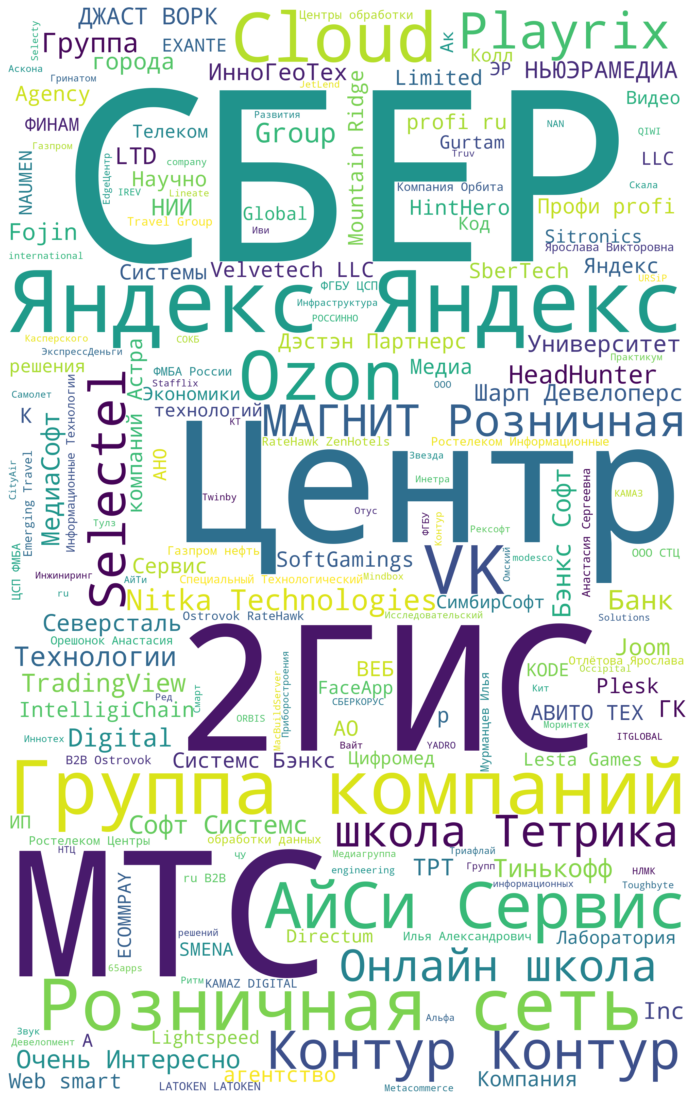 ДЖАСТ ВОРК
Центры обработки
Cloud
Playrix
Selecty
Группа
EXANTE
Ак
Колл
Аскона
города
ИнноГеоТех
Limited
ЭР
НЬЮЭРАМЕДИА
Гринатом
JetLend
Agency
СБЕР
Видео
ФИНАМ
Развития
Mountain Ridge
profi ru
NAN
QIWI
Телеком
Group
Gurtam
Truv
Газпром
LTD
company
LLC
NAUMEN
EdgeЦентр
IREV
Lineate
Научно
Компания Орбита
Скала
НИИ
Global
HintHero
Профи profi
Travel Group
Код
Fojin
Иви
Sitronics
Ярослава Викторовна
international
Системы
Velvetech LLC
ФГБУ ЦСП
SberTech
Яндекс
URSiP
Яндекс Яндекс
Инфраструктура
РОССИННО
Касперского
СОКБ
Дэстэн Партнерс
Университет
ЭкспрессДеньги
Практикум
решения
Ozon
Медиа
HeadHunter
ФМБА России
Stafflix
ООО
Самолет
Selectel
компаний Астра
Экономики
Шарп Девелоперс
К
технологий
МАГНИТ Розничная
МедиаСофт
Информационные Технологии
КТ
CityAir
Emerging Travel
RateHawk ZenHotels
Ростелеком Информационные
АНО
Центр
Звезда
Инетра
Бэнкс Софт
Анастасия Сергеевна
КАМАЗ
Twinby
Отус
Тулз
ФГБУ
Контур
Рексофт
ООО СТЦ
ЦСП ФМБА
Газпром нефть
Инжиниринг
Сервис
SoftGamings
VK
Омский
modesco
АйТи
Специальный Технологический
Mindbox
ru
Nitka Technologies
СимбирСофт
Банк
Северсталь
Ostrovok RateHawk
Исследовательский
Solutions
Орешонок Анастасия
2ГИС
Технологии
Joom
ВЕБ
KODE
Отлётова Ярослава
Occipital
TradingView
FaceApp
Plesk
Ред
Смарт
MacBuildServer
Приборостроения
СБЕРКОРУС
Кит
IntelligiChain
р
АВИТО ТЕХ
ГК
ORBIS
АО
Моринтех
Иннотех
Digital
Вайт
YADRO
Мурманцев Илья
ITGLOBAL
B2B Ostrovok
Системс Бэнкс
Цифромед
Lesta Games
Группа компаний
ИП
Софт Системс
школа Тетрика
Ростелеком Центры
обработки данных
НТЦ
чу
Медиагруппа
Трифлай
МТС
engineering
ТРТ
Групп
Тинькофф
НЛМК
ru B2B
информационных
Toughbyte
ECOMMPAY
АйСи Сервис
решений
SMENA
Directum
Илья Александрович
Лаборатория
65apps
Ритм
KAMAZ DIGITAL
Онлайн школа
Розничная сеть
Inc
Альфа
Звук
Девелопмент
А
Lightspeed
Контур Контур
Очень Интересно
агентство
Web smart
LATOKEN LATOKEN
Metacommerce
Компания